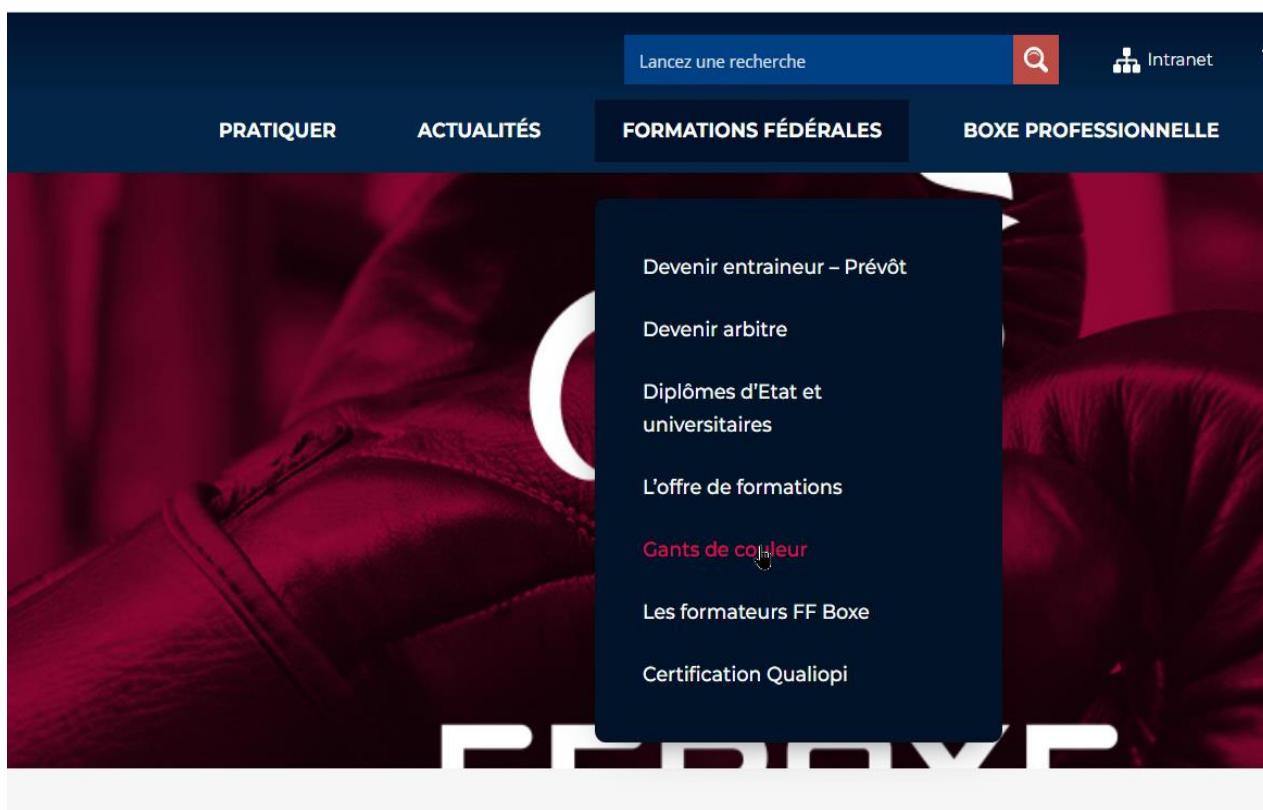 Lancez une recherche
Intranet
PRATIQUER
ACTUALITÉS
FORMATIONS FÉDÉRALES
BOXE PROFESSIONNELLE
Devenir entraineur – Prévôt
Devenir arbitre
Diplômes d'Etat et
universitaires
L'offre de formations
Gants de couleur
Les formateurs FF Boxe
Certification Qualiopi
FFBOXE